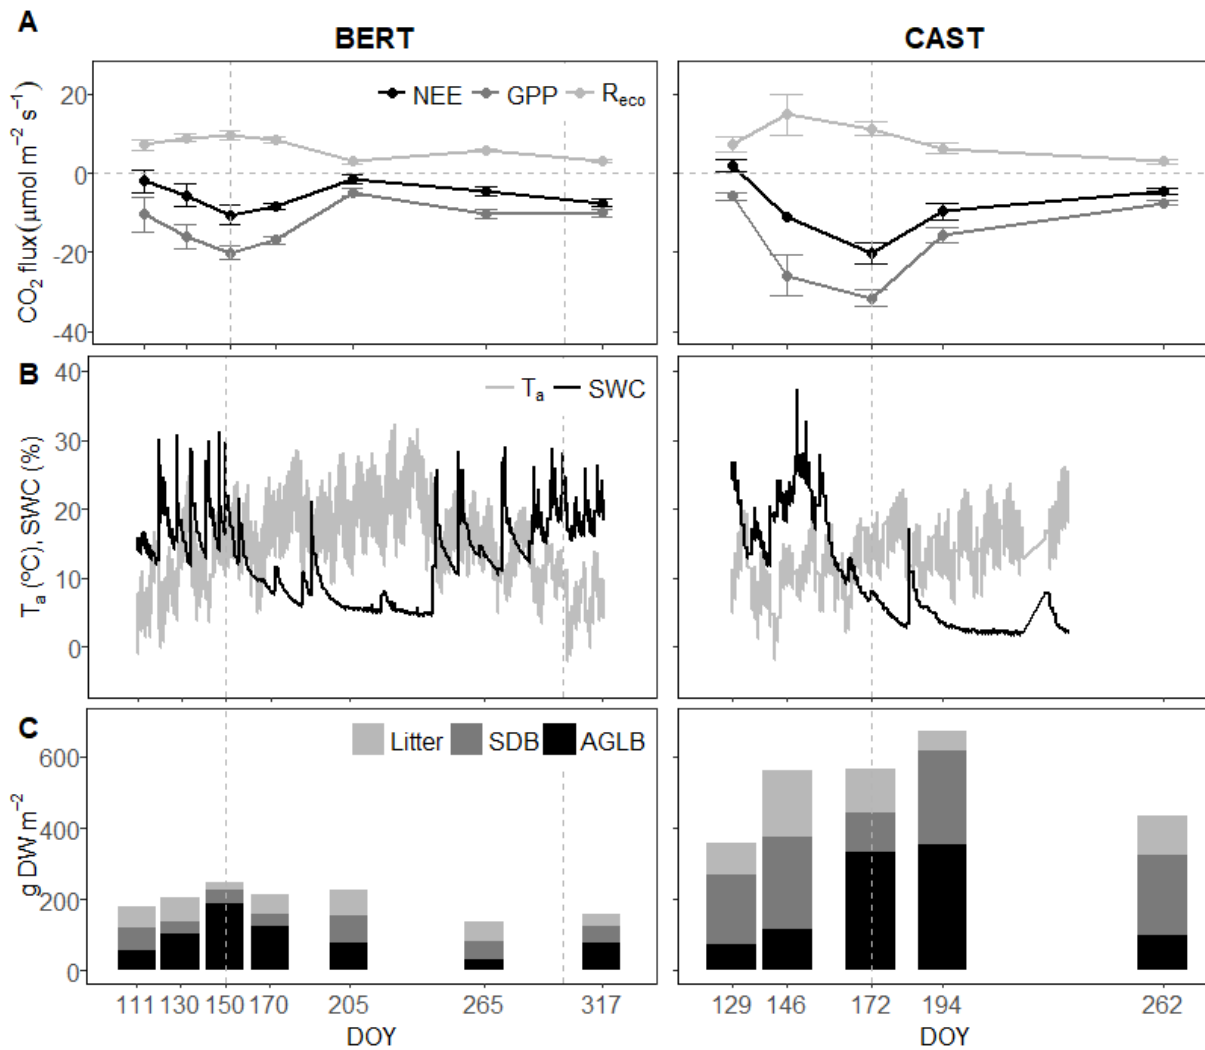 A
BERT
CAST
NEE GPP Reco
CO2 flux (μmol m−2 s−1)
20
0
-20
-40
B
Ta SWC
Ta (ºC), SWC (%)
40
30
20
10
0
C
Litter SDB AGLB
g DW m−2
600
400
200
0
111 130 150 170 205 265 317
129 146 172 194 262
DOY
DOY